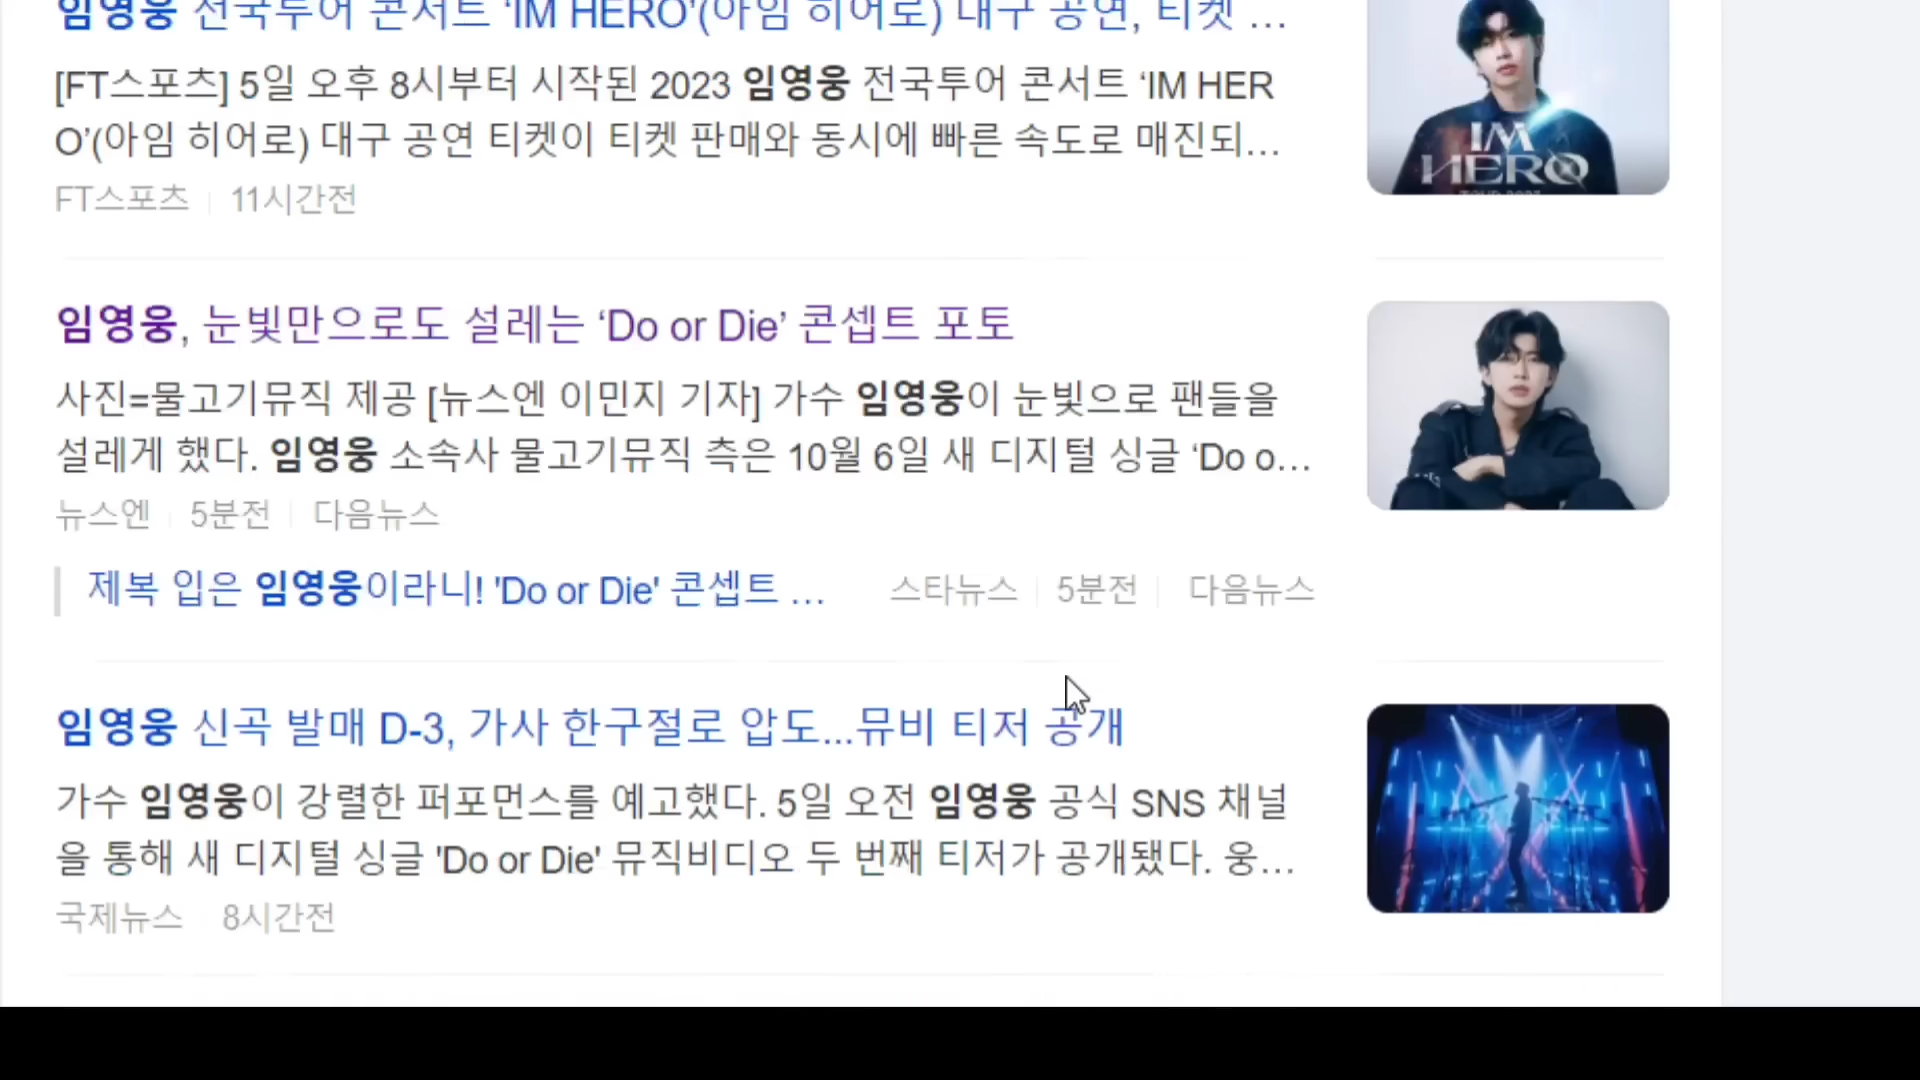 임영웅 전국투어 콘서트 ‘IM HERO’(아임 히어로) 대구 공연, 티켓 ...
[FT스포츠] 5일 오후 8시부터 시작된 2023 임영웅 전국투어 콘서트 ‘IM HER
O’(아임 히어로) 대구 공연 티켓이 티켓 판매와 동시에 빠른 속도로 매진되...
FT스포츠 11시간전
IM
HERO
TOUR 2023
임영웅, 눈빛만으로도 설레는 ‘Do or Die’ 콘셉트 포토
사진=물고기뮤직 제공 [뉴스엔 이민지 기자] 가수 임영웅이 눈빛으로 팬들을
설레게 했다. 임영웅 소속사 물고기뮤직 측은 10월 6일 새 디지털 싱글 ‘Do o...
뉴스엔 5분전 다음뉴스
제복 입은 임영웅이라니! 'Do or Die' 콘셉트 ... 스타뉴스 5분전 다음뉴스
임영웅 신곡 발매 D-3, 가사 한구절로 압도...뮤비 티저 공개
가수 임영웅이 강렬한 퍼포먼스를 예고했다. 5일 오전 임영웅 공식 SNS 채널
을 통해 새 디지털 싱글 'Do or Die' 뮤직비디오 두 번째 티저가 공개됐다. 웅...
국제뉴스 8시간전